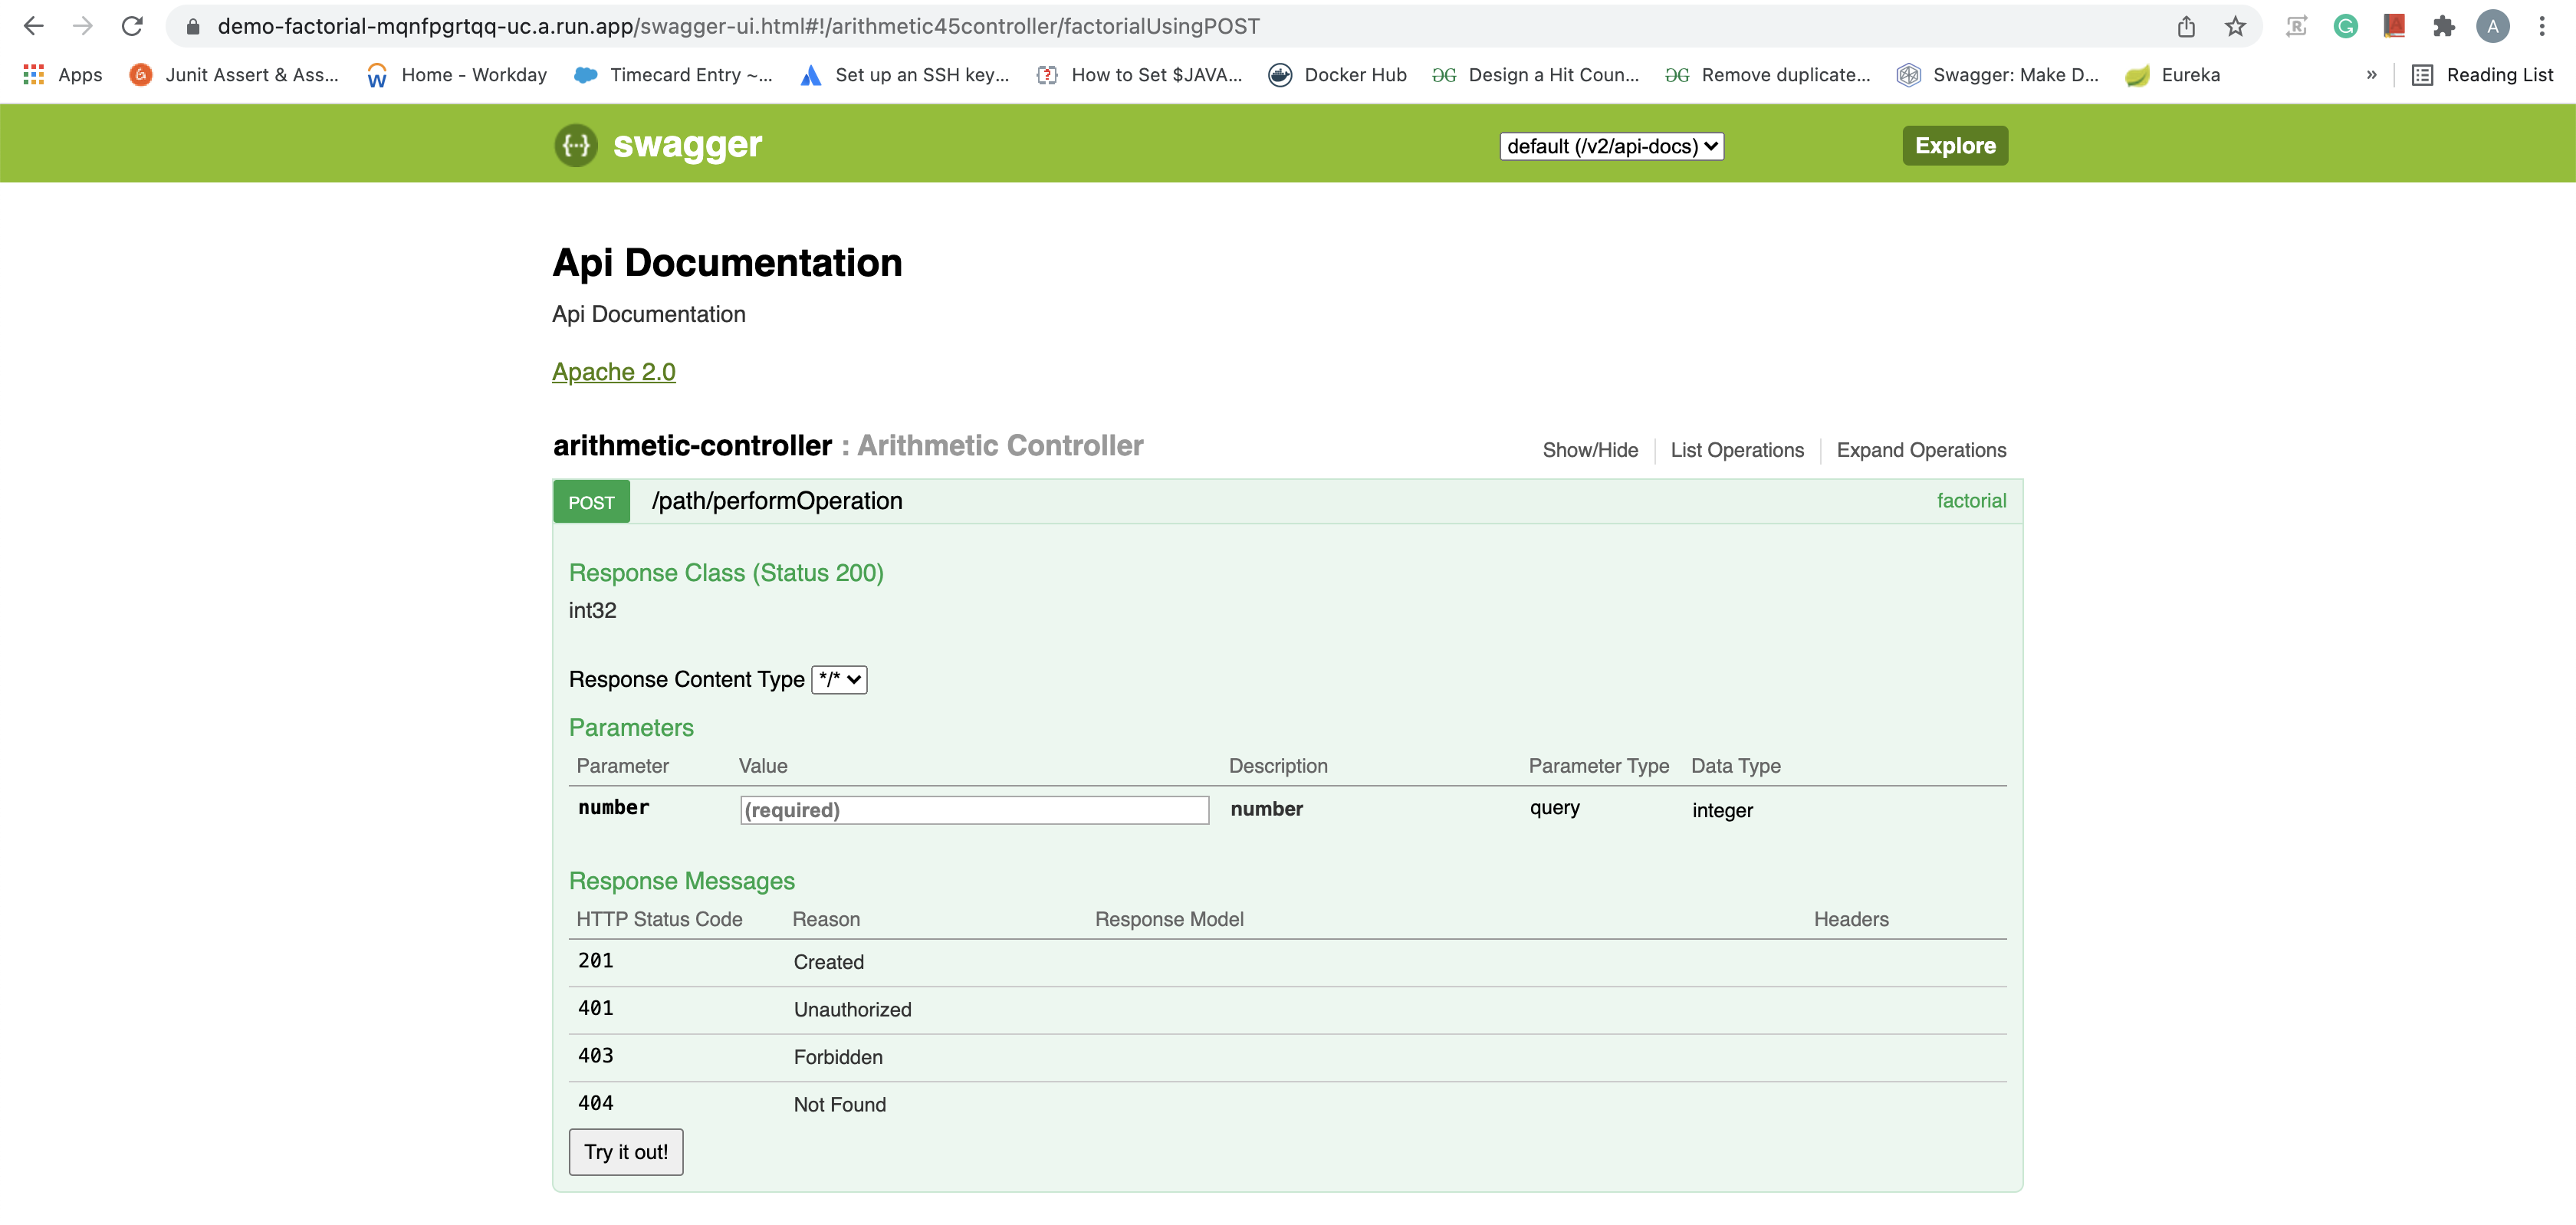 demo-factorial-mqnfpgrtqq-uc.a.run.app/swagger-ui.html#!/arithmetic45controller/factorialUsingPOST
A
Apps Junit Assert & Ass... Home - Workday Timecard Entry ~... Set up an SSH key... How to Set $JAVA... Docker Hub Design a Hit Coun... Remove duplicate... Swagger: Make D... Eureka » Reading List
{···} swagger default (/v2/api-docs) Explore
Api Documentation
Api Documentation
Apache 2.0
arithmetic-controller : Arithmetic Controller Show/Hide List Operations Expand Operations
POST /path/performOperation factorial
Response Class (Status 200)
int32
Response Content Type */*
Parameters
Parameter Value Description Parameter Type Data Type
number (required) number query integer
Response Messages
HTTP Status Code Reason Response Model Headers
201 Created
401 Unauthorized
403 Forbidden
404 Not Found
Try it out!